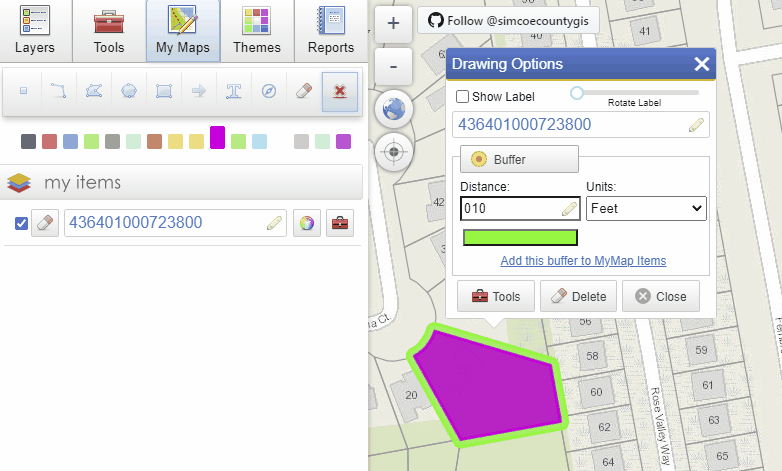 Layers
Tools
My Maps
Themes
Reports
my items
436401000723800
+
-
Follow @simcoecountygis
Drawing Options
Show Label
Rotate Label
436401000723800
Buffer
Distance:
Units:
010
Feet
Add this buffer to MyMap Items
Tools
Delete
Close
42
56
58
59
20
60
61
62
63
64
65
Rose Valley Way